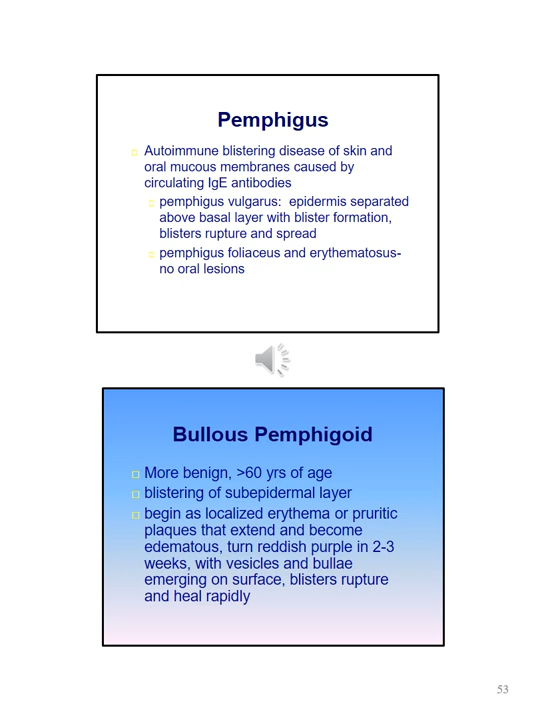 Pemphigus
Autoimmune blistering disease of skin and
oral mucous membranes caused by
circulating IgE antibodies
pemphigus vulgarus: epidermis separated
above basal layer with blister formation,
blisters rupture and spread
pemphigus foliaceus and erythematosus-
no oral lesions
Bullous Pemphigoid
More benign, >60 yrs of age
blistering of subepidermal layer
begin as localized erythema or pruritic
plaques that extend and become
edematous, turn reddish purple in 2-3
weeks, with vesicles and bullae
emerging on surface, blisters rupture
and heal rapidly
53